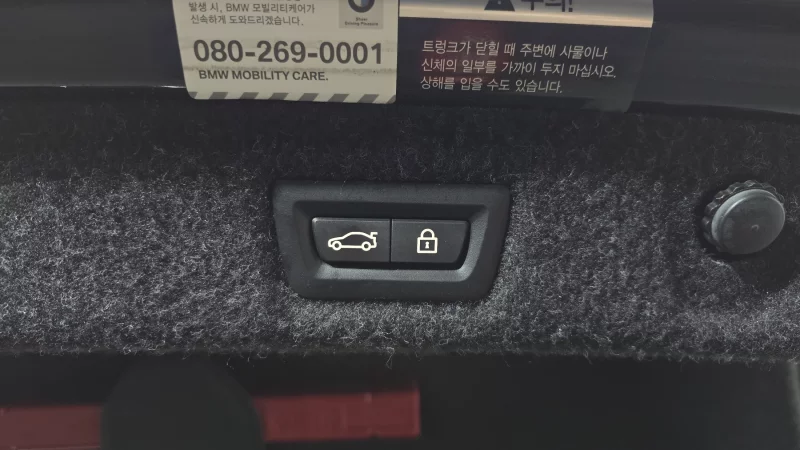 발생 시, BMW 모빌리티케어가
신속하게 도와드리겠습니다.
080-269-0001
BMW MOBILITY CARE.
트렁크가 닫힐 때 주변에 사물이나
신체의 일부를 가까이 두지 마십시오.
상해를 입을 수도 있습니다.